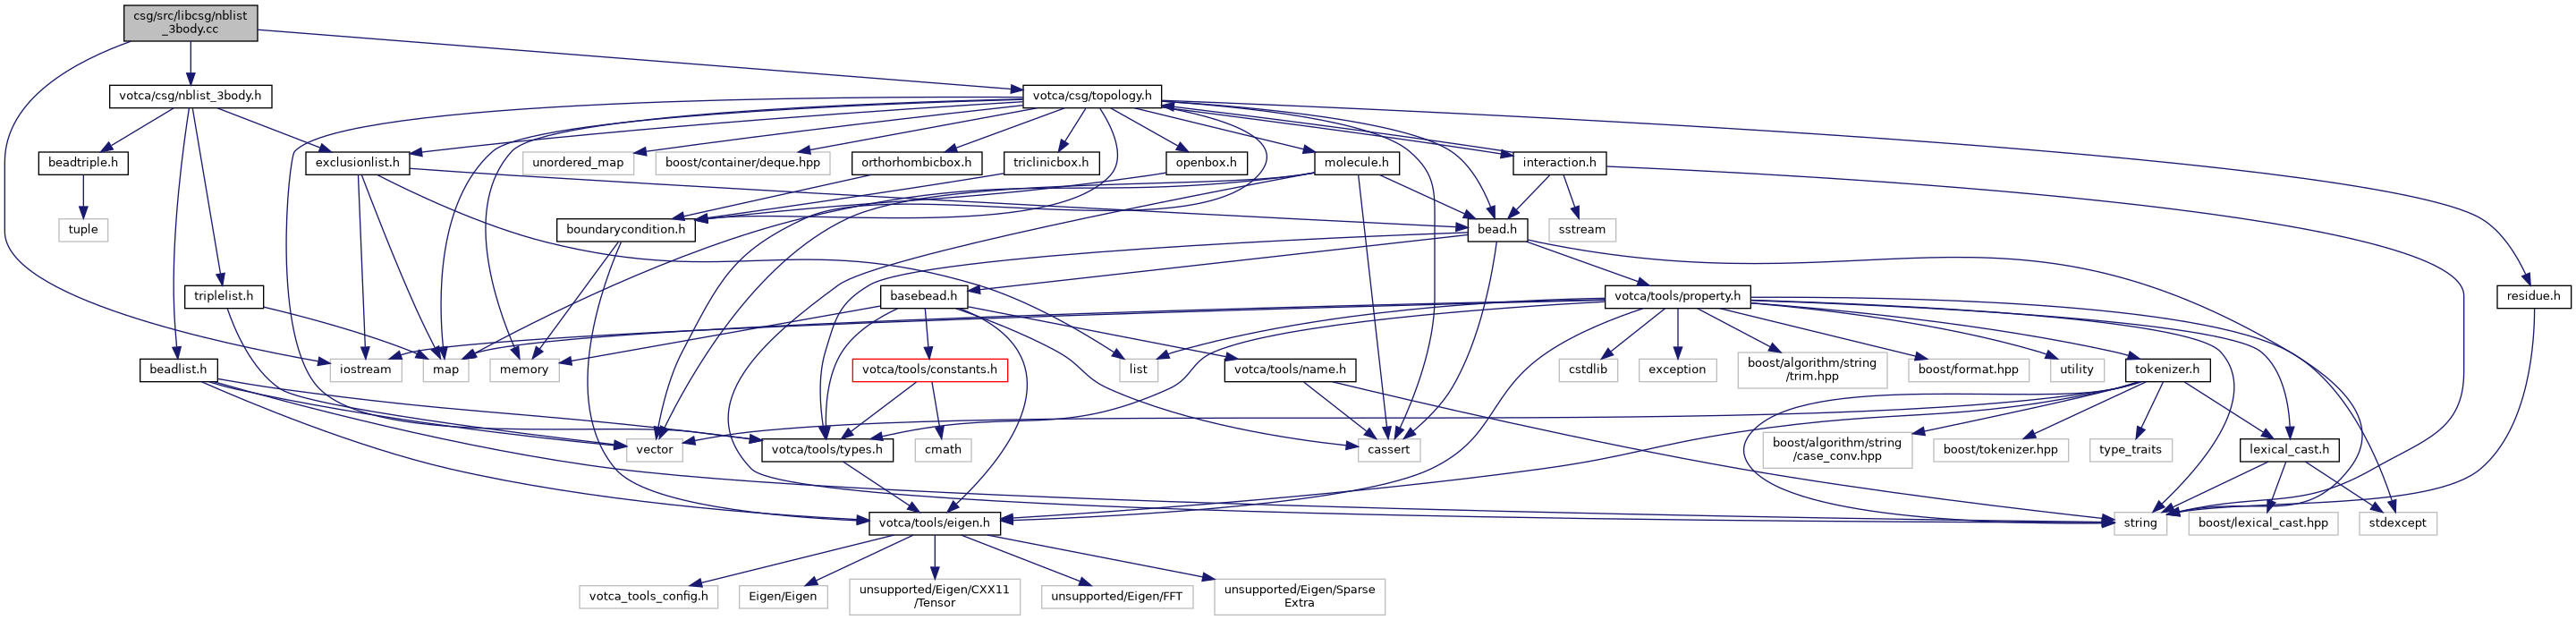 csg/src/libcsg/nblist
_3body.cc
votca/csg/nblist_3body.h
votca/csg/topology.h
beadtriple.h
exclusionlist.h
unordered_map
boost/container/deque.hpp
orthorhombicbox.h
triclinicbox.h
openbox.h
molecule.h
interaction.h
tuple
boundarycondition.h
bead.h
sstream
triplelist.h
basebead.h
votca/tools/property.h
residue.h
beadlist.h
iostream
map
memory
votca/tools/constants.h
list
votca/tools/name.h
cstdlib
exception
boost/algorithm/string
/trim.hpp
boost/format.hpp
utility
tokenizer.h
vector
votca/tools/types.h
cmath
cassert
boost/algorithm/string
/case_conv.hpp
boost/tokenizer.hpp
type_traits
lexical_cast.h
votca/tools/eigen.h
string
boost/lexical_cast.hpp
stdexcept
votca_tools_config.h
Eigen/Eigen
unsupported/Eigen/CXX11
/Tensor
unsupported/Eigen/FFT
unsupported/Eigen/Sparse
Extra